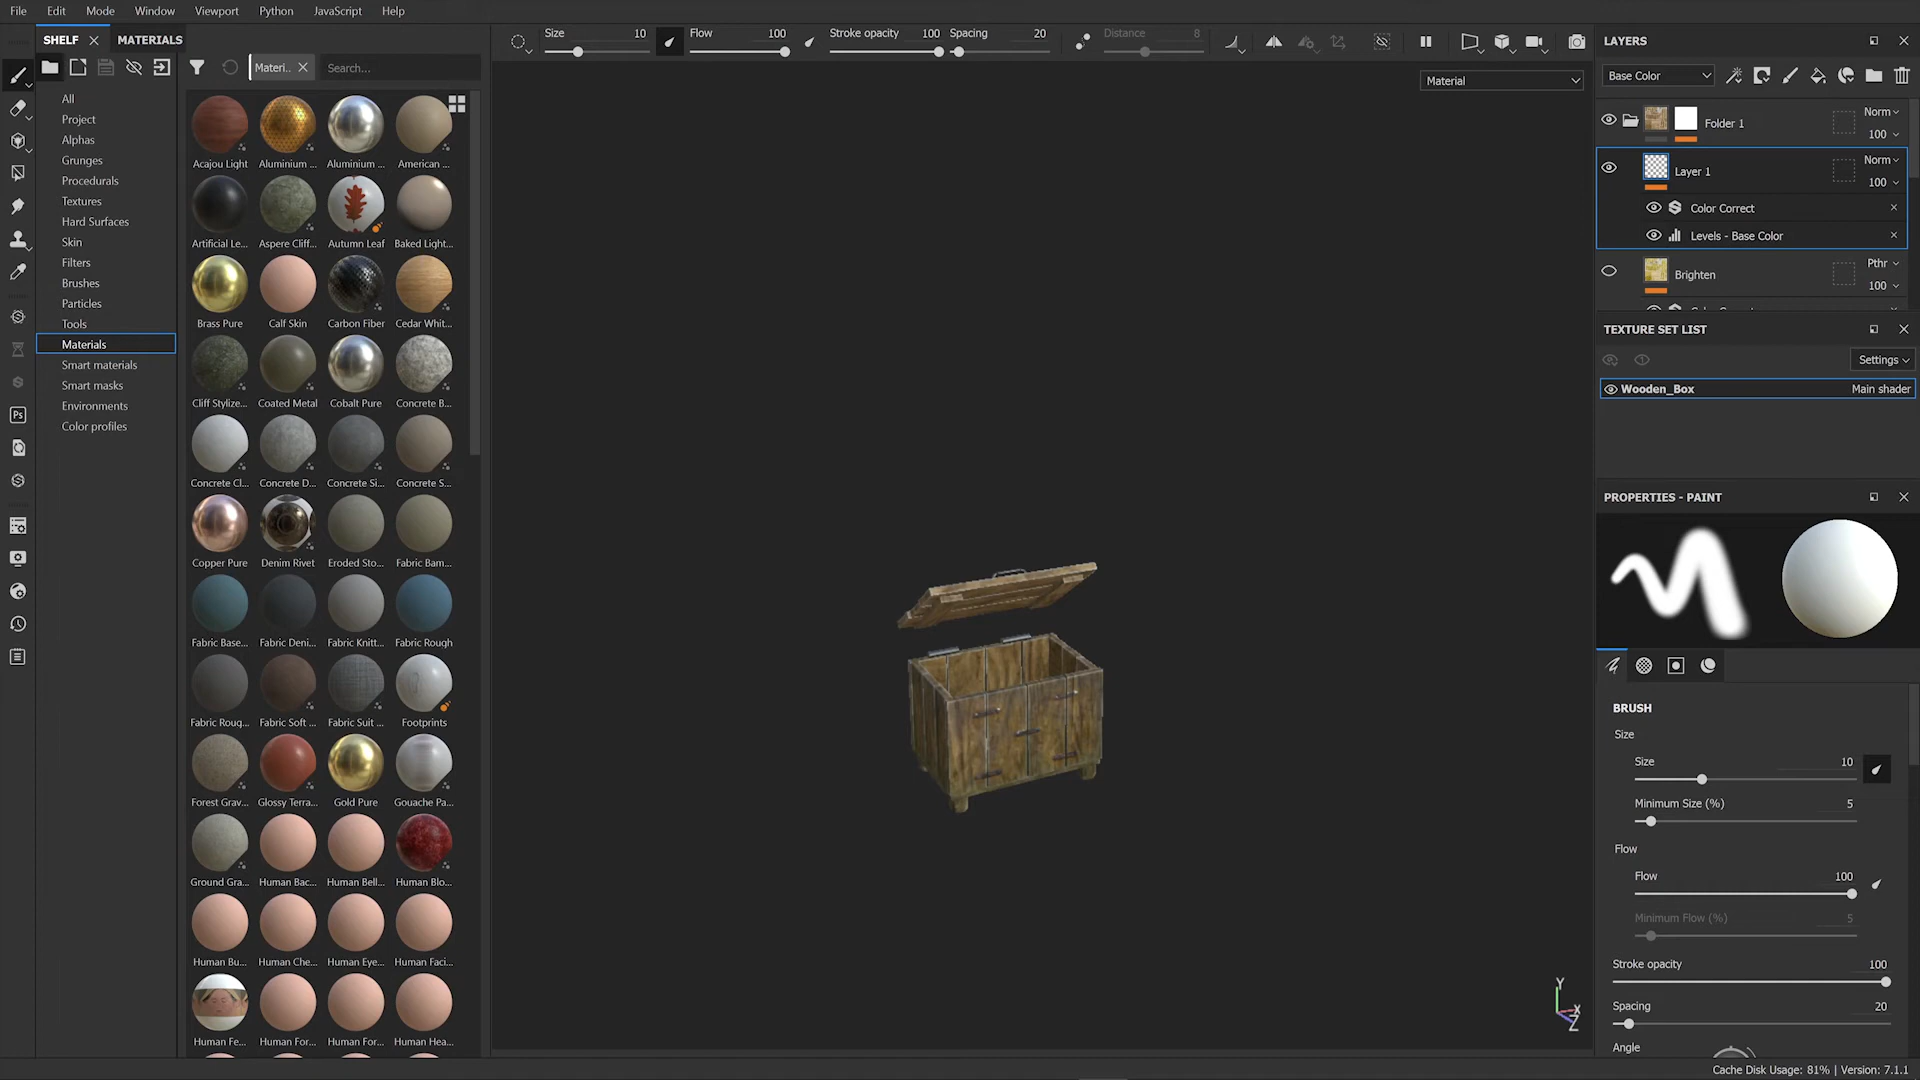 File Edit Mode Window Viewport Python JavaScript Help
SHELF MATERIALS
Materi.. Search...
All
Project
Alphas
Grunges
Procedurals
Textures
Hard Surfaces
Skin
Filters
Brushes
Particles
Tools
Materials
Smart materials
Smart masks
Environments
Color profiles
Ps
Acajou Light Aluminium ... Aluminium ... American ...
Artificial Le... Aspere Cliff... Autumn Leaf Baked Light...
Brass Pure Calf Skin Carbon Fiber Cedar Whit...
Cliff Stylize... Coated Metal Cobalt Pure Concrete B...
Concrete Cl... Concrete D... Concrete Si... Concrete S...
Copper Pure Denim Rivet Eroded Sto... Fabric Bam...
Fabric Base... Fabric Deni... Fabric Knitt... Fabric Rough
Fabric Roug... Fabric Soft ... Fabric Suit ... Footprints
Forest Grav... Glossy Terra... Gold Pure Gouache Pa...
Ground Gra... Human Bac... Human Bell... Human Blo...
Human Bu... Human Che... Human Eye... Human Faci...
Human Fe... Human For... Human For... Human Hea...
Size 10 Flow 100 Stroke opacity 100 Spacing 20 Distance 8
Material
Y
X
Z
LAYERS
Base Color
Folder 1 Norm
100
Layer 1 Norm
100
Color Correct
Levels - Base Color
Brighten Pthr
100
TEXTURE SET LIST
Settings
Wooden_Box Main shader
PROPERTIES - PAINT
BRUSH
Size
Size 10
Minimum Size (%) 5
Flow
Flow 100
Minimum Flow (%) 5
Stroke opacity 100
Spacing 20
Angle
Cache Disk Usage: 81% | Version: 7.1.1